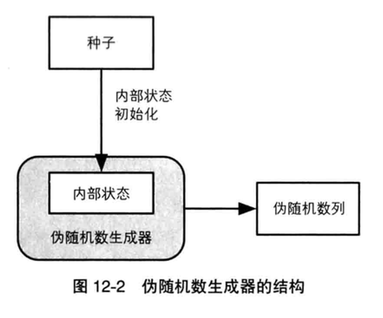 种子
内部状态
初始化
内部状态
伪随机数生成器
伪随机数列
图 12-2 伪随机数生成器的结构